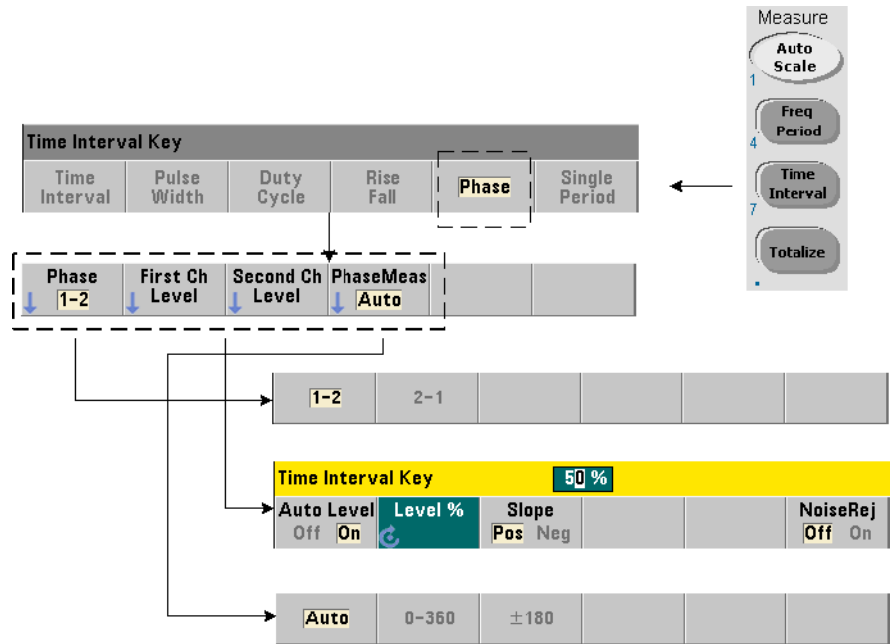 Measure
Auto
Scale
1
Freq
Period
4
Time
Interval
7
Totalize
.
Time Interval Key
Time
Interval
Pulse
Width
Duty
Cycle
Rise
Fall
Phase
Single
Period
Phase
1-2
First Ch
Level
Second Ch
Level
PhaseMeas
Auto
1-2
2-1
Time Interval Key
50 %
Auto Level
Off On
Level %
Slope
Pos Neg
NoiseRej
Off On
Auto
0-360
±180